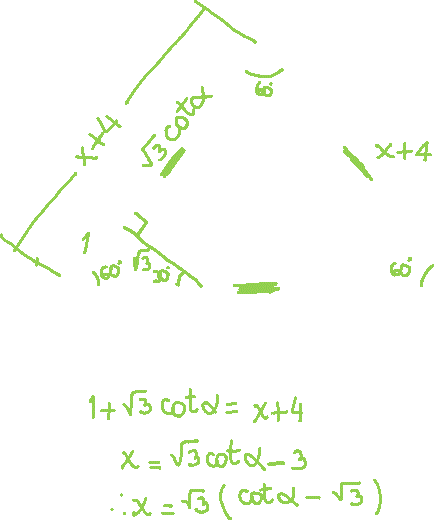 60°
x+4
√3 cotα
x+4
1
60°
√3
30°
60°
1+√3 cotα = x+4
x = √3 cotα − 3
∴ x = √3 ( cotα − √3 )